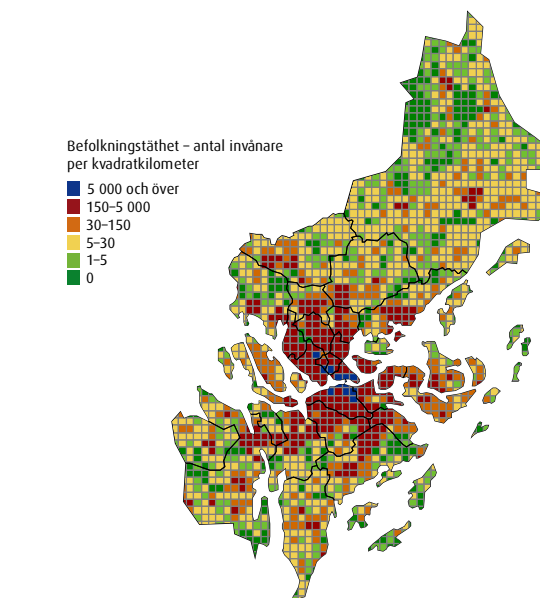 Befolkningstäthet – antal invånare
per kvadratkilometer
5 000 och över
150–5 000
30–150
5–30
1–5
0